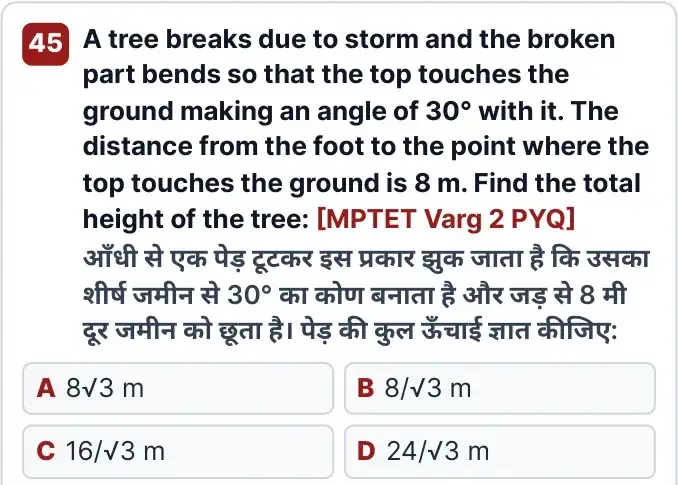 45 A tree breaks due to storm and the broken
part bends so that the top touches the
ground making an angle of 30° with it. The
distance from the foot to the point where the
top touches the ground is 8 m. Find the total
height of the tree: [MPTET Varg 2 PYQ]
आँधी से एक पेड़ टूटकर इस प्रकार झुक जाता है कि उसका
शीर्ष जमीन से 30° का कोण बनाता है और जड़ से 8 मी
दूर जमीन को छूता है। पेड़ की कुल ऊँचाई ज्ञात कीजिए:
A 8√3 m
B 8/√3 m
C 16/√3 m
D 24/√3 m